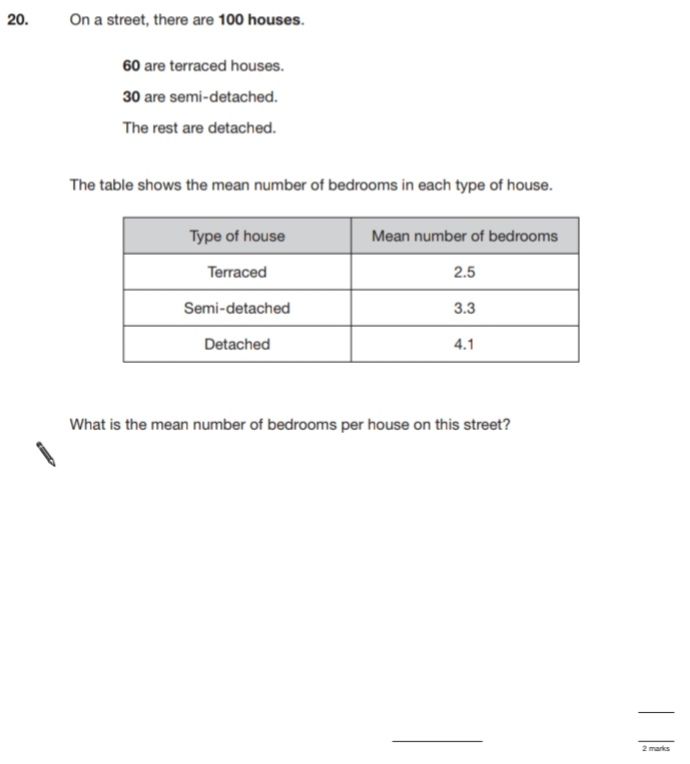 20. On a street, there are 100 houses.
60 are terraced houses.
30 are semi-detached.
The rest are detached.
The table shows the mean number of bedrooms in each type of house.
Type of house Mean number of bedrooms
Terraced 2.5
Semi-detached 3.3
Detached 4.1
What is the mean number of bedrooms per house on this street?
2 marks